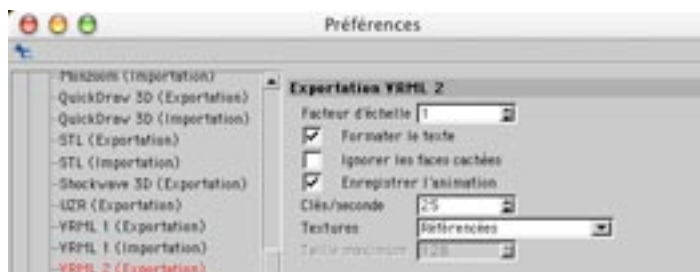 Préférences
(Importation)
QuickDraw 3D (Exportation)
QuickDraw 3D (Importation)
STL (Exportation)
STL (Importation)
Shockwave 3D (Exportation)
UZR (Exportation)
VRML 1 (Exportation)
VRML 1 (Importation)
VRML 2 (Exportation)
Exportation VRML 2
Facteur d'échelle 1
Formater le texte
Ignorer les faces cachées
Enregistrer l'animation
Clés/seconde 25
Textures Référencées
Taille maximum 128